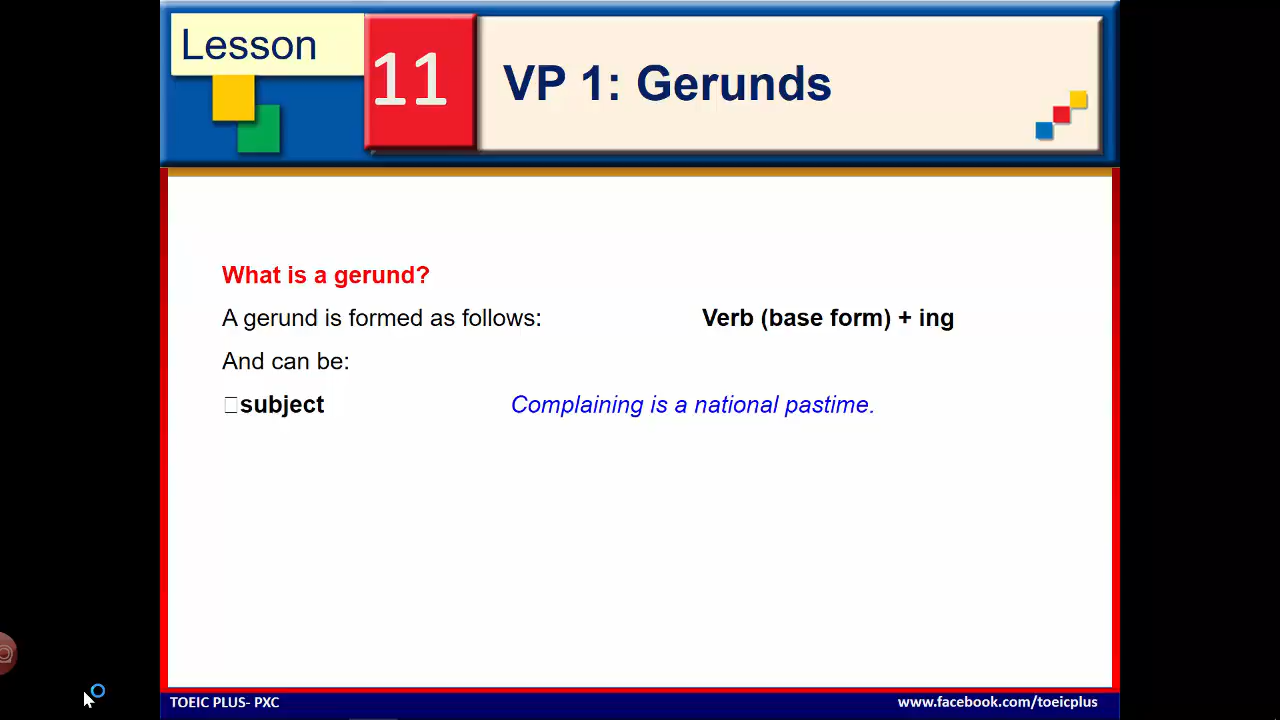 Lesson
11
VP 1: Gerunds
What is a gerund?
A gerund is formed as follows: Verb (base form) + ing
And can be:
subject Complaining is a national pastime.
TOEIC PLUS- PXC www.facebook.com/toeicplus